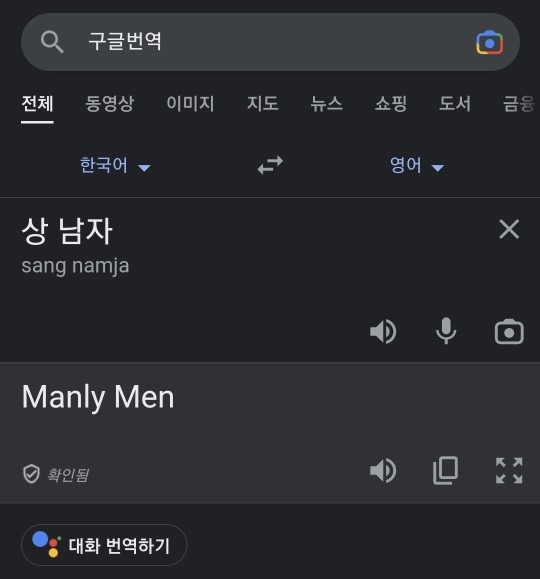 구글번역
전체 동영상 이미지 지도 뉴스 쇼핑 도서 금융
한국어 영어
상 남자
sang namja
Manly Men
확인됨
대화 번역하기